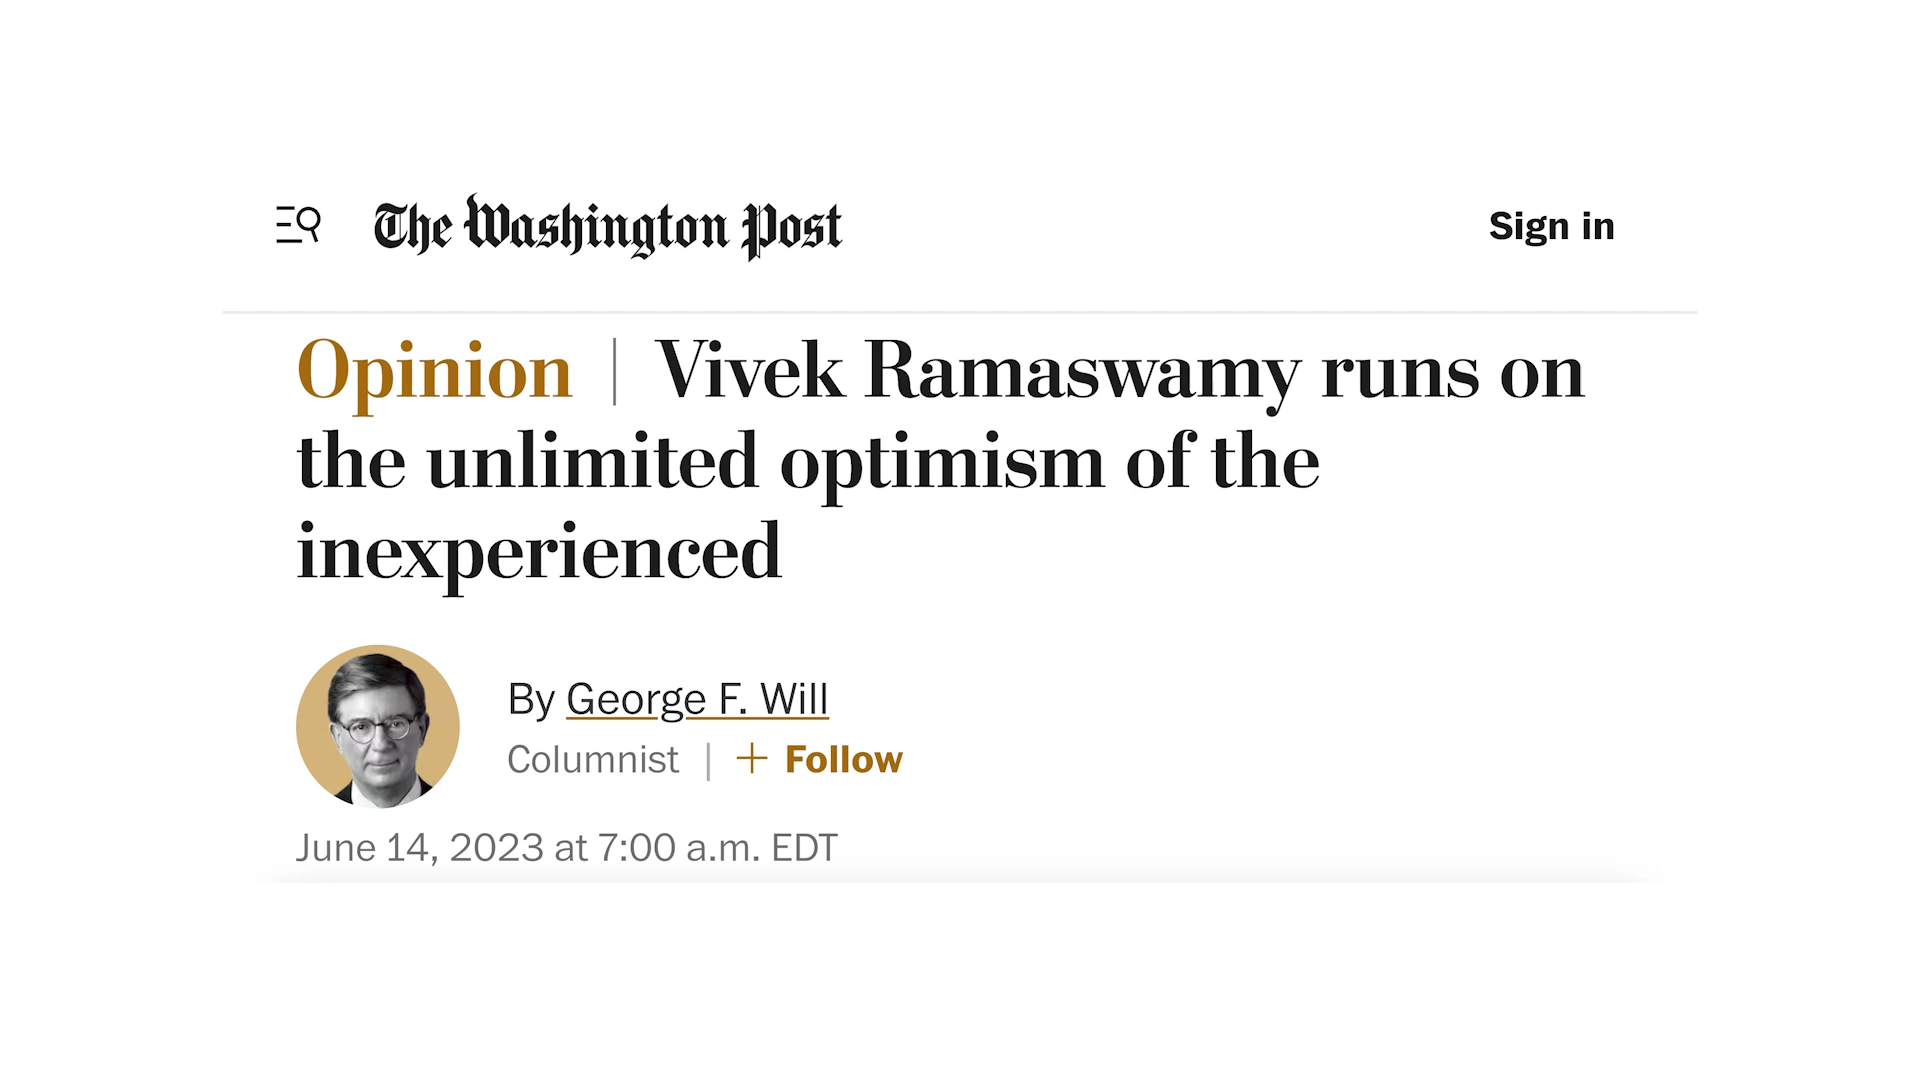 The Washington Post
Sign in
Opinion | Vivek Ramaswamy runs on
the unlimited optimism of the
inexperienced
By George F. Will
Columnist | + Follow
June 14, 2023 at 7:00 a.m. EDT